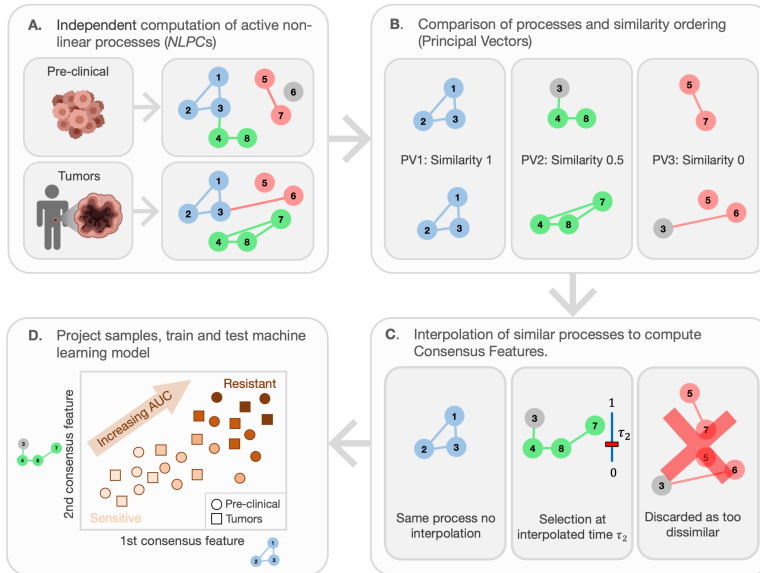 A. Independent computation of active non-
linear processes (NLPCs)
Pre-clinical
1
2
3
4
8
5
6
7
Tumors
1
2
3
5
6
7
4
8
B. Comparison of processes and similarity ordering
(Principal Vectors)
1
2
3
PV1: Similarity 1
1
2
3
3
4
8
PV2: Similarity 0.5
7
4
8
5
7
PV3: Similarity 0
5
6
3
C. Interpolation of similar processes to compute
Consensus Features.
1
2
3
Same process no
interpolation
3
7
4
8
1
τ₂
0
Selection at
interpolated time τ₂
5
7
5
6
3
Discarded as too
dissimilar
D. Project samples, train and test machine
learning model
2nd consensus feature
3
7
4
8
Increasing AUC
Resistant
Sensitive
Pre-clinical
Tumors
1st consensus feature
1
2
3